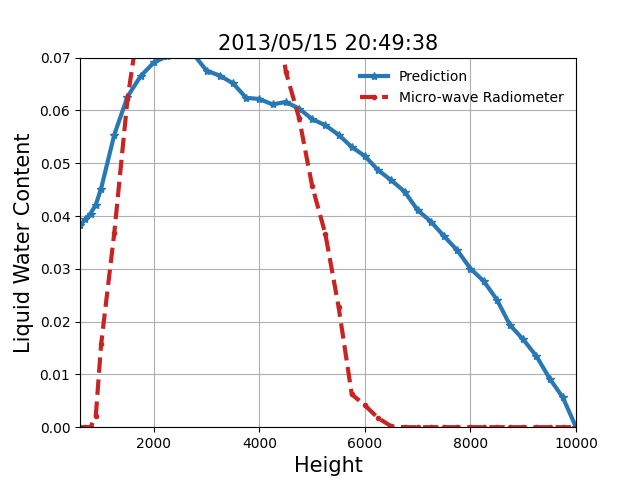 2013/05/15 20:49:38
Prediction
Micro-wave Radiometer
Liquid Water Content
0.07
0.06
0.05
0.04
0.03
0.02
0.01
0.00
2000 4000 6000 8000 10000
Height